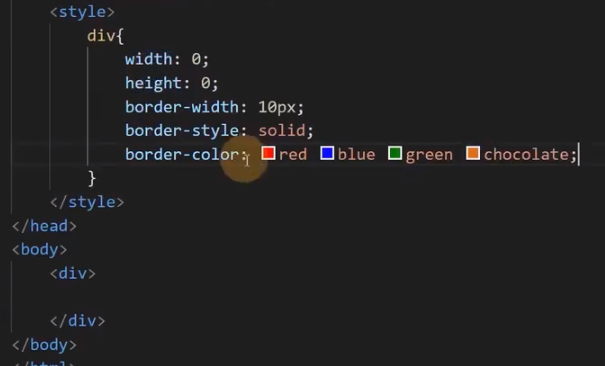 <style>
div{
width: 0;
height: 0;
border-width: 10px;
border-style: solid;
border-color: red blue green chocolate;
}
</style>
</head>
<body>
<div>
</div>
</body>
</html>